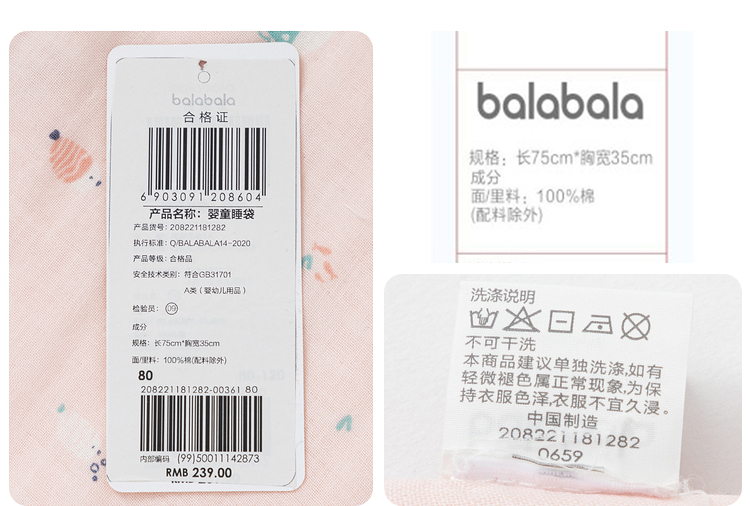 balabala
合格证
6 903091 208604
产品名称：婴童睡袋
产品货号：208221181282
执行标准：Q/BALABALA14-2020
产品等级：合格品
安全技术类别：符合GB31701
A类（婴幼儿用品）
检验员：09
成分
规格：长75cm*胸宽35cm
面/里料：100%棉(配料除外)
80
208221181282-00361 80
内部编码 (99)50011142873
RMB 239.00
balabala
规格：长75cm*胸宽35cm
成分
面/里料：100%棉
(配料除外)
洗涤说明
不可干洗
本商品建议单独洗涤,如有
轻微褪色属正常现象,为保
持衣服色泽,衣服不宜久浸。
中国制造
208221181282
0659